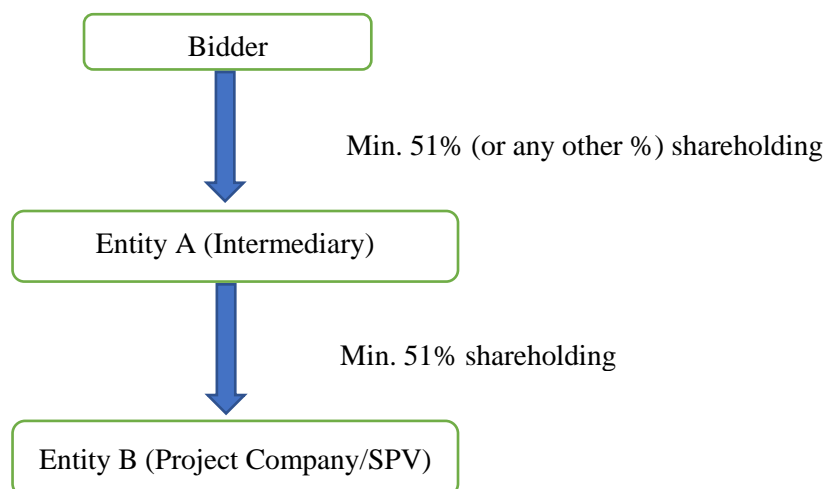 Bidder
Min. 51% (or any other %) shareholding
Entity A (Intermediary)
Min. 51% shareholding
Entity B (Project Company/SPV)